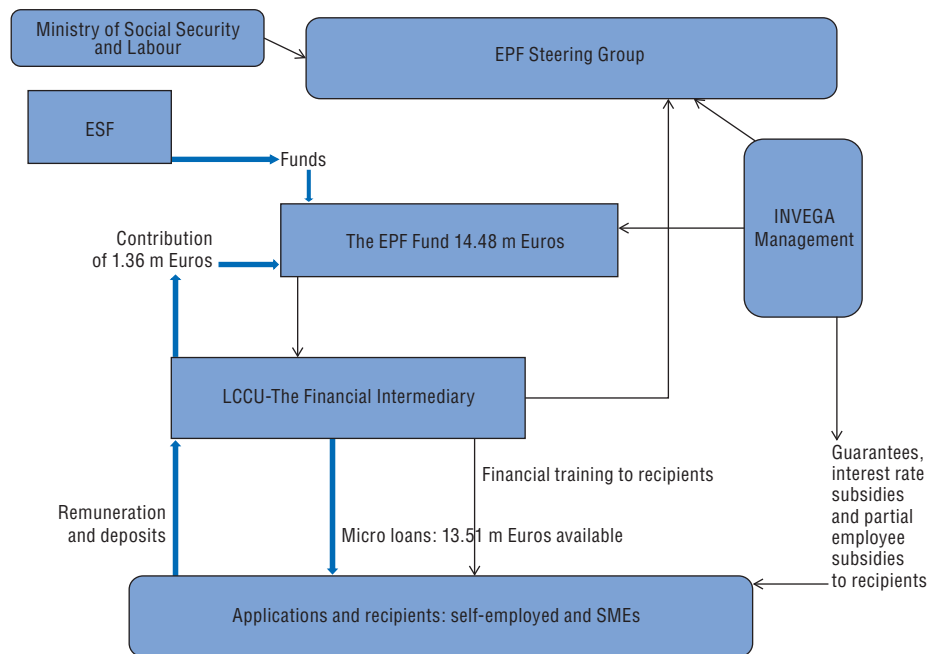 Ministry of Social Security
and Labour
EPF Steering Group
ESF
Funds
INVEGA
Management
The EPF Fund 14.48 m Euros
Contribution
of 1.36 m Euros
LCCU-The Financial Intermediary
Financial training to recipients
Guarantees,
interest rate
subsidies
and partial
employee
subsidies
to recipients
Remuneration
and deposits
Micro loans: 13.51 m Euros available
Applications and recipients: self-employed and SMEs